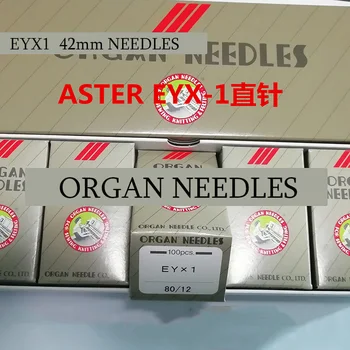 EYX1 42mm NEEDLES
ORGAN NEEDLES
ASTER EYX-1直针
ORGAN NEEDLES
ORGAN NEEDLE CO., LTD.
ORGAN NEEDLES
100pcs.
EY×1
80/12